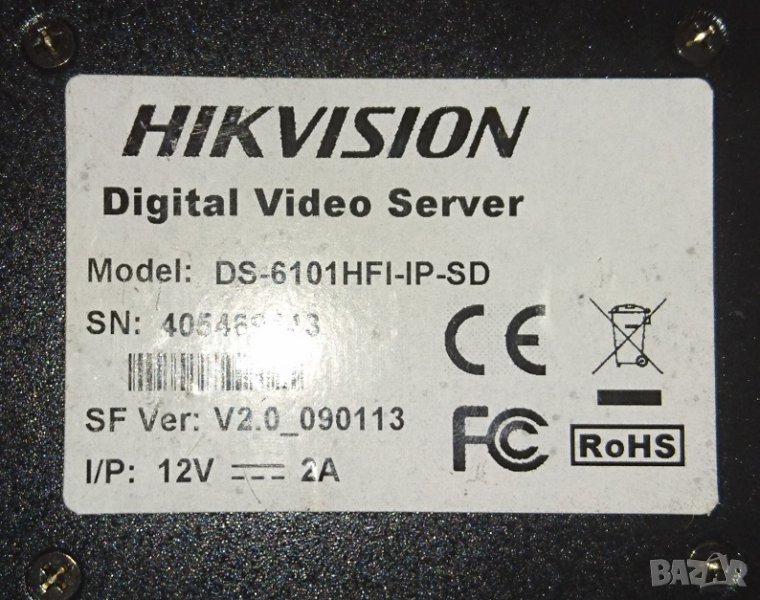 HIKVISION
Digital Video Server
Model: DS-6101HFI-IP-SD
SN:
SF Ver: V2.0_090113
I/P: 12V 2A
CE
FC
RoHS
BAZAR